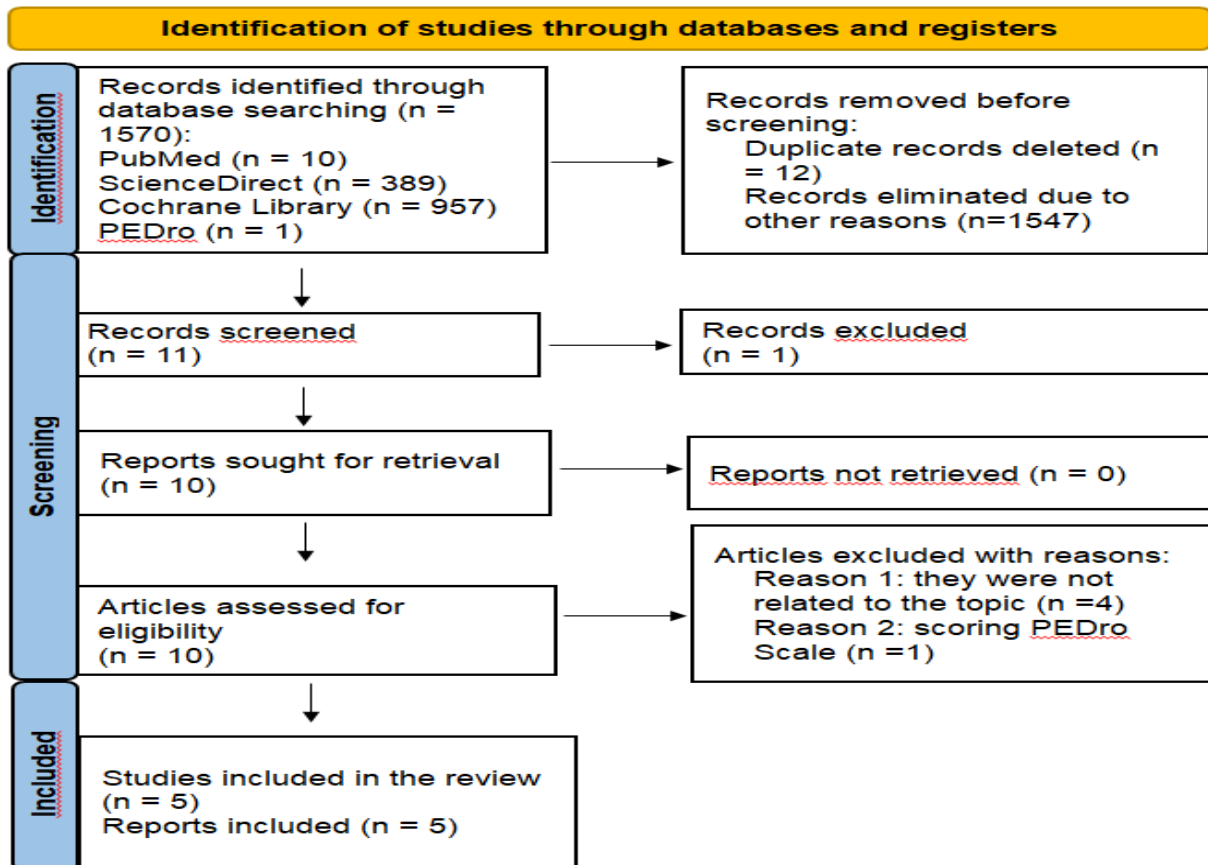 Identification of studies through databases and registers
Identification
Records identified through
database searching (n =
1570):
PubMed (n = 10)
ScienceDirect (n = 389)
Cochrane Library (n = 957)
PEDro (n = 1)
Records removed before
screening:
Duplicate records deleted (n
= 12)
Records eliminated due to
other reasons (n=1547)
Screening
Records screened
(n = 11)
Records excluded
(n = 1)
Reports sought for retrieval
(n = 10)
Reports not retrieved (n = 0)
Articles assessed for
eligibility
(n = 10)
Articles excluded with reasons:
Reason 1: they were not
related to the topic (n =4)
Reason 2: scoring PEDro
Scale (n =1)
Included
Studies included in the review
(n = 5)
Reports included (n = 5)